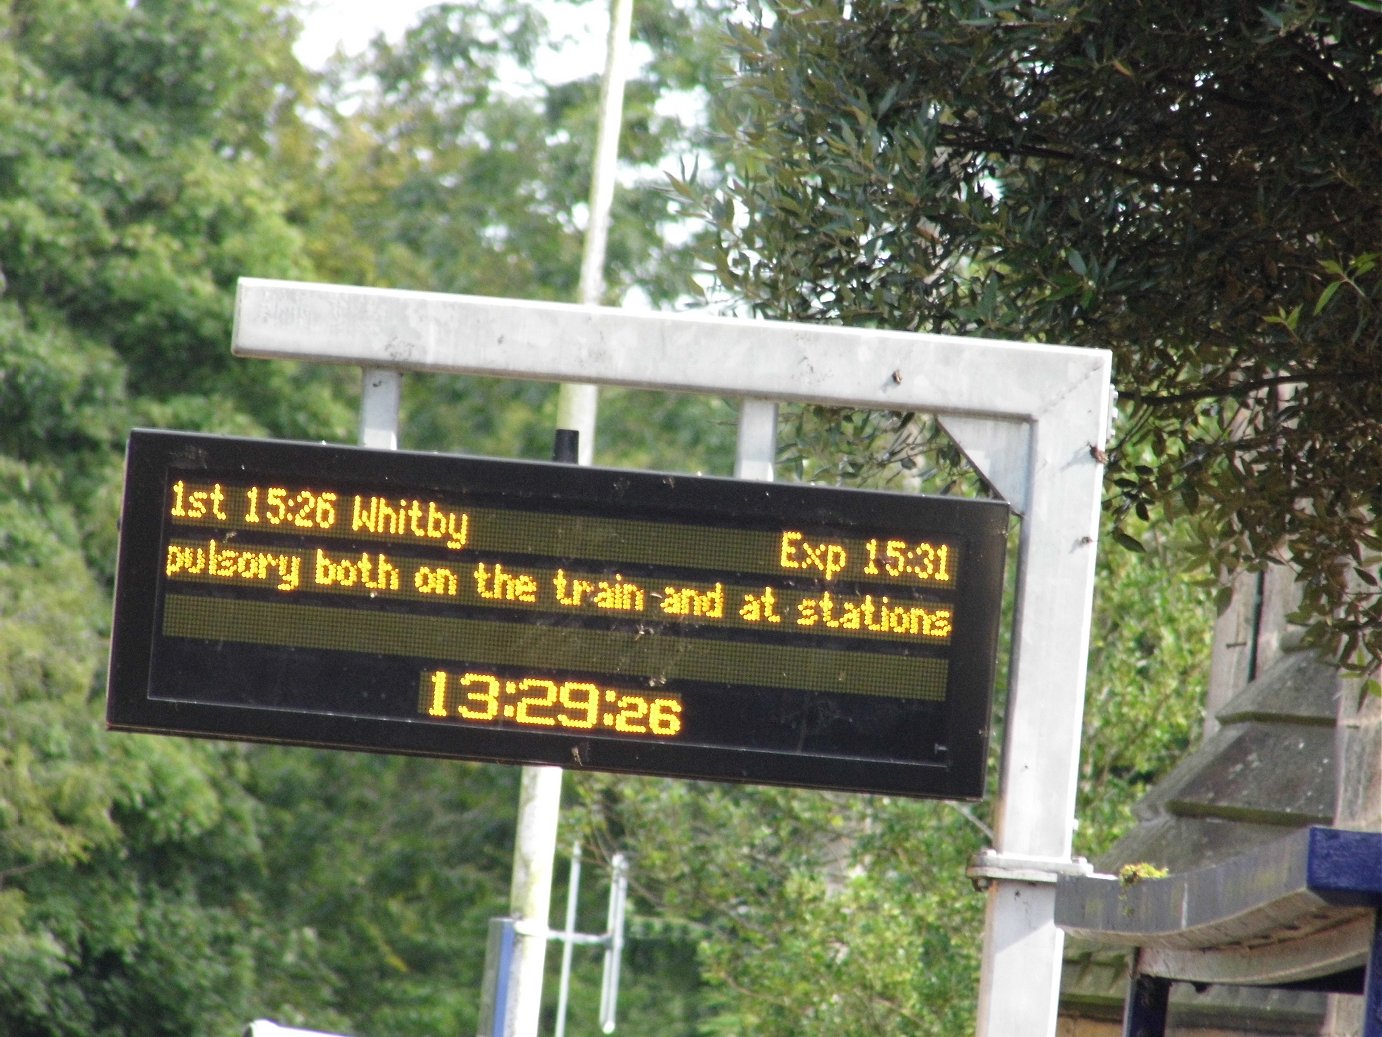 1st 15:26 Whitby Exp 15:31
pulsory both on the train and at stations
13:29:26